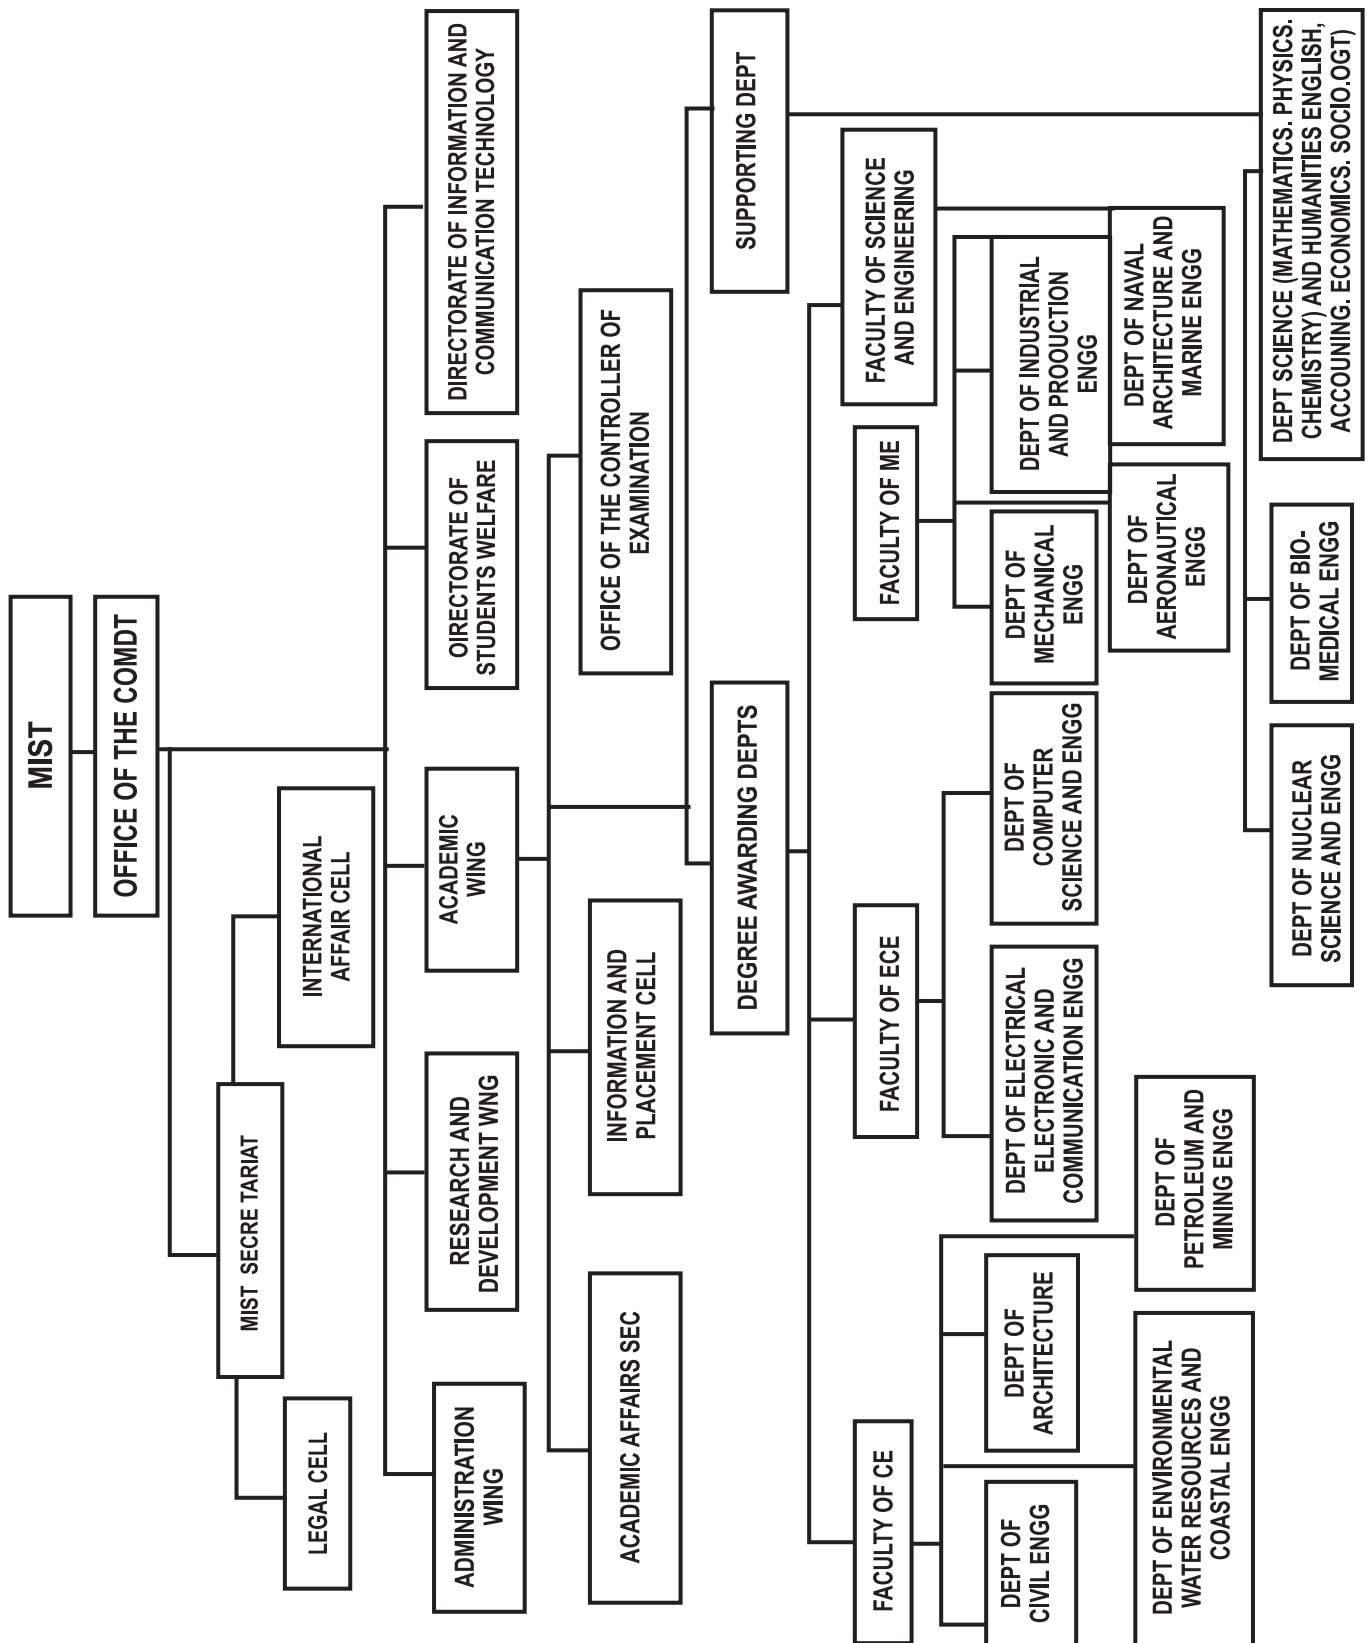 MIST
OFFICE OF THE COMDT
MIST SECRE TARIAT
LEGAL CELL
INTERNATIONAL
AFFAIR CELL
ADMINISTRATION
WING
RESEARCH AND
DEVELOPMENT WNG
ACADEMIC
WING
OIRECTORATE OF
STUDENTS WELFARE
DIRECTORATE OF INFORMATION AND
COMMUNICATION TECHNOLOGY
ACADEMIC AFFAIRS SEC
INFORMATION AND
PLACEMENT CELL
OFFICE OF THE CONTROLLER OF
EXAMINATION
DEGREE AWARDING DEPTS
SUPPORTING DEPT
FACULTY OF CE
FACULTY OF ECE
FACULTY OF ME
FACULTY OF SCIENCE
AND ENGINEERING
DEPT OF
CIVIL ENGG
DEPT OF
ARCHITECTURE
DEPT OF ELECTRICAL
ELECTRONIC AND
COMMUNICATION ENGG
DEPT OF
COMPUTER
SCIENCE AND ENGG
DEPT OF
MECHANICAL
ENGG
DEPT OF INDUSTRIAL
AND PROOUCTION
ENGG
DEPT OF ENVIRONMENTAL
WATER RESOURCES AND
COASTAL ENGG
DEPT OF
PETROLEUM AND
MINING ENGG
DEPT OF
AERONAUTICAL
ENGG
DEPT OF NAVAL
ARCHITECTURE AND
MARINE ENGG
DEPT OF NUCLEAR
SCIENCE AND ENGG
DEPT OF BIO-
MEDICAL ENGG
DEPT SCIENCE (MATHEMATICS. PHYSICS.
CHEMISTRY) AND HUMANITIES ENGLISH,
ACCOUNING. ECONOMICS. SOCIO.OGT)